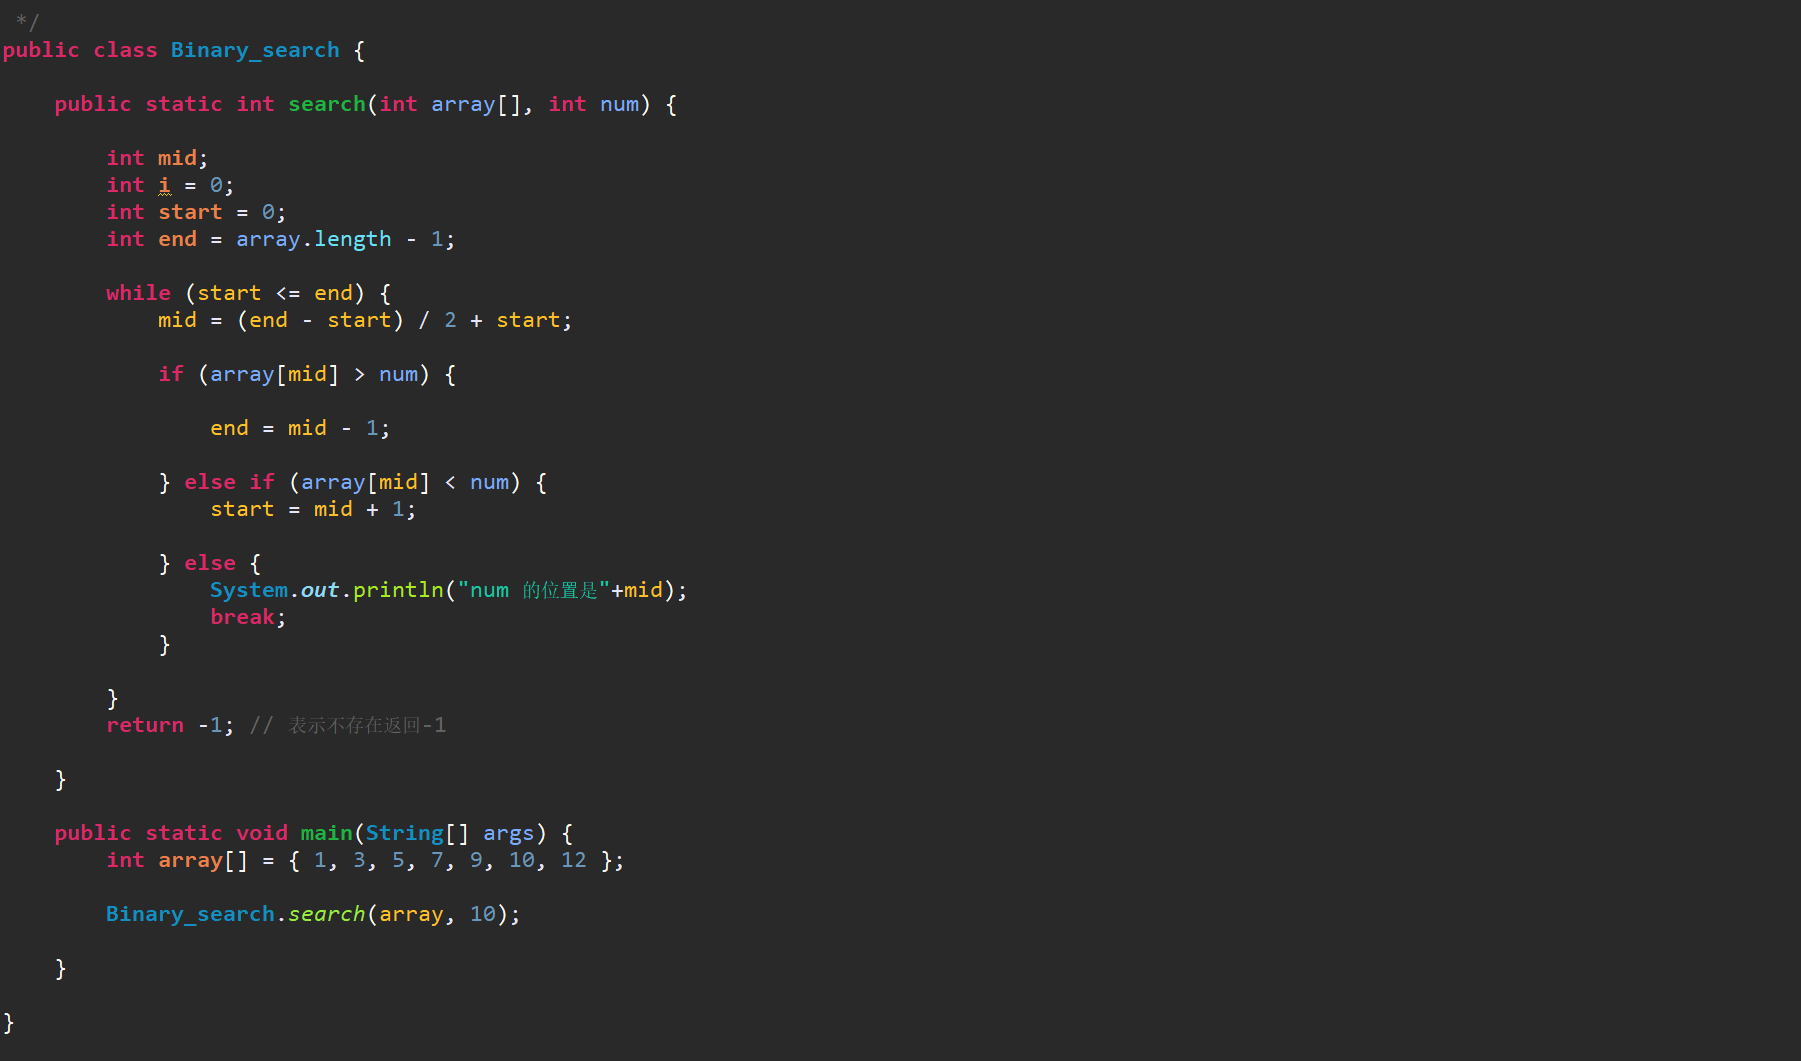 */
public class Binary_search {
public static int search(int array[], int num) {
int mid;
int i = 0;
int start = 0;
int end = array.length - 1;
while (start <= end) {
mid = (end - start) / 2 + start;
if (array[mid] > num) {
end = mid - 1;
} else if (array[mid] < num) {
start = mid + 1;
} else {
System.out.println("num 的位置是"+mid);
break;
}
}
return -1; // 表示不存在返回-1
}
public static void main(String[] args) {
int array[] = { 1, 3, 5, 7, 9, 10, 12 };
Binary_search.search(array, 10);
}
}